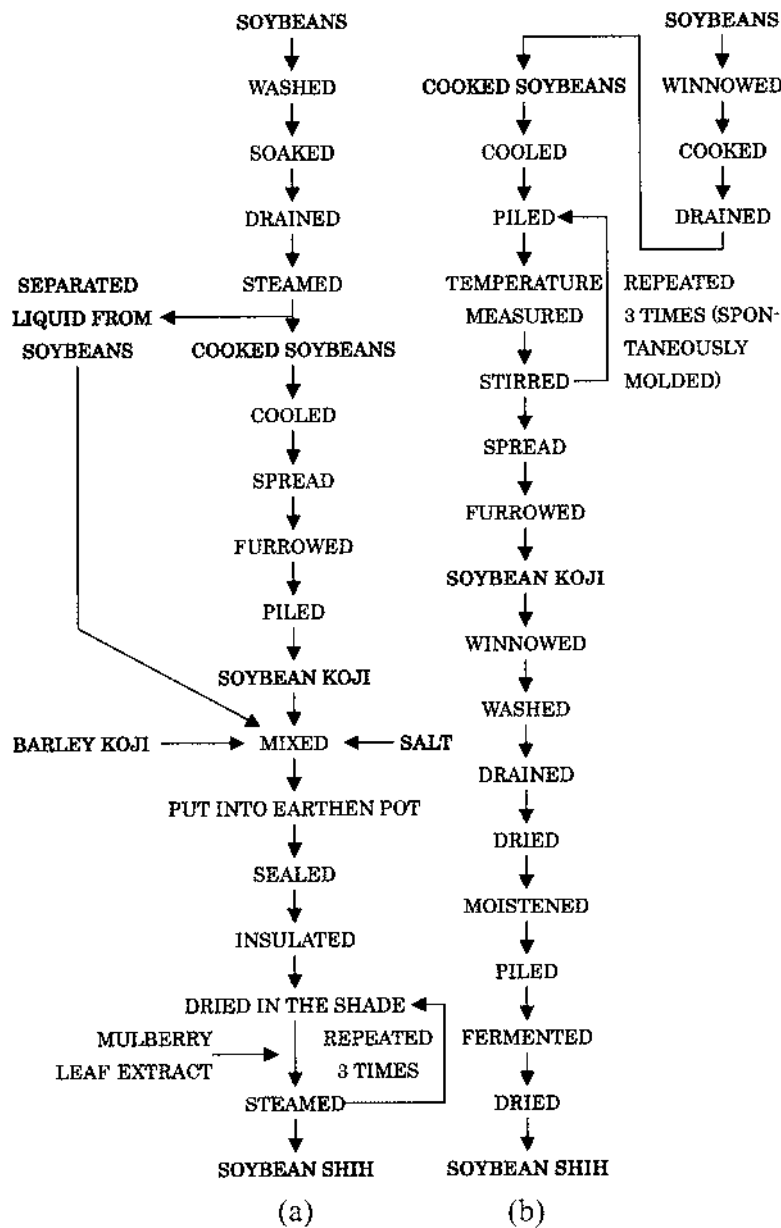 SOYBEANS
WASHED
SOAKED
DRAINED
STEAMED
SEPARATED
LIQUID FROM
SOYBEANS
COOKED SOYBEANS
COOLED
SPREAD
FURROWED
PILED
SOYBEAN KOJI
BARLEY KOJI
MIXED
SALT
PUT INTO EARTHEN POT
SEALED
INSULATED
DRIED IN THE SHADE
MULBERRY
LEAF EXTRACT
REPEATED
3 TIMES
STEAMED
SOYBEAN SHIH
(a)
SOYBEANS
WINNOWED
COOKED
DRAINED
COOKED SOYBEANS
COOLED
PILED
TEMPERATURE
MEASURED
STIRRED
REPEATED
3 TIMES (SPON-
TANEOUSLY
MOLDED)
SPREAD
FURROWED
SOYBEAN KOJI
WINNOWED
WASHED
DRAINED
DRIED
MOISTENED
PILED
FERMENTED
DRIED
SOYBEAN SHIH
(b)